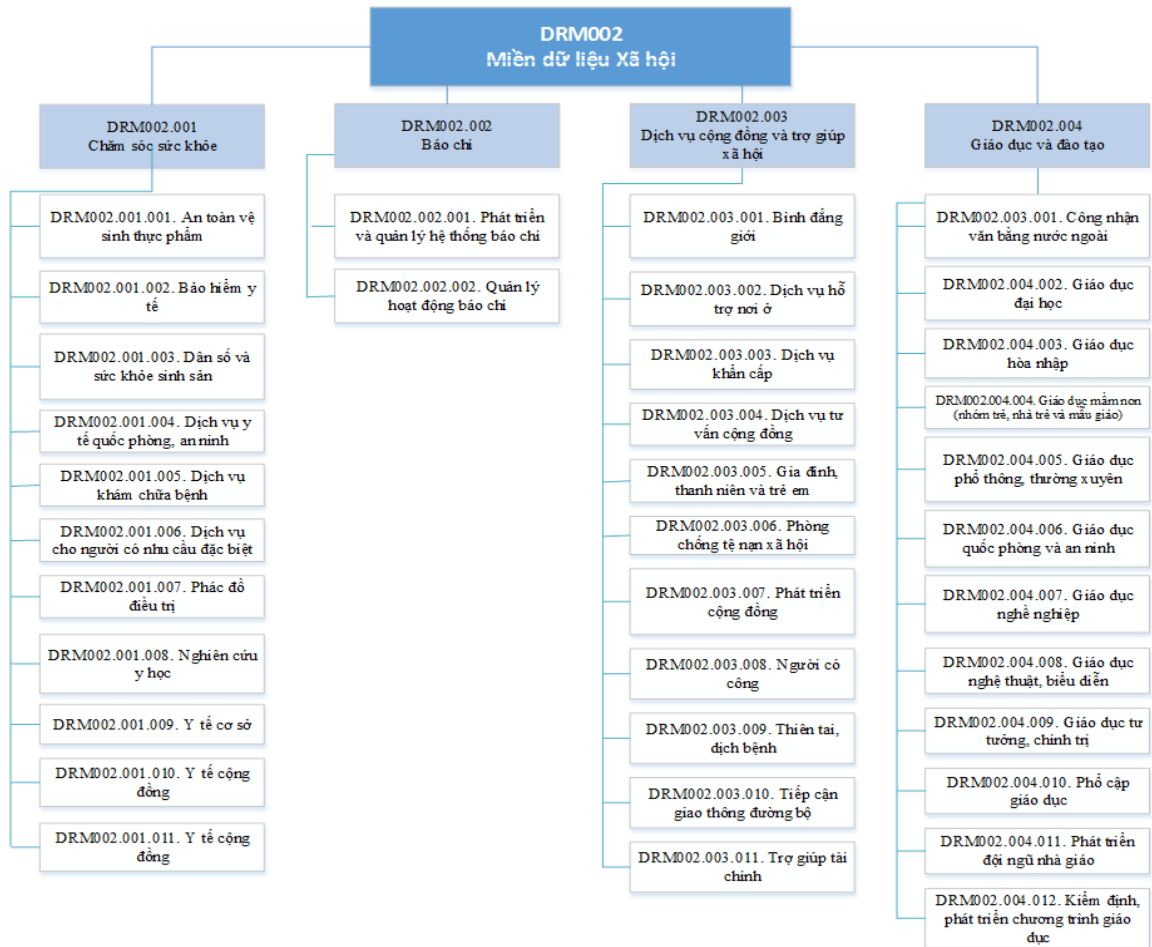 DRM002
Miền dữ liệu Xã hội
DRM002.001
Chăm sóc sức khỏe
DRM002.001.001. An toàn vệ
sinh thực phẩm
DRM002.001.002. Bảo hiểm y
tế
DRM002.001.003. Dân số và
sức khỏe sinh sản
DRM002.001.004. Dịch vụ y
tế quốc phòng, an ninh
DRM002.001.005. Dịch vụ
khám chữa bệnh
DRM002.001.006. Dịch vụ
cho người có nhu cầu đặc biệt
DRM002.001.007. Phác đồ
điều trị
DRM002.001.008. Nghiên cứu
y học
DRM002.001.009. Y tế cơ sở
DRM002.001.010. Y tế cộng
đồng
DRM002.001.011. Y tế cộng
đồng
DRM002.002
Báo chí
DRM002.002.001. Phát triển
và quản lý hệ thống báo chí
DRM002.002.002. Quản lý
hoạt động báo chí
DRM002.003
Dịch vụ cộng đồng và trợ giúp
xã hội
DRM002.003.001. Bình đẳng
giới
DRM002.003.002. Dịch vụ hỗ
trợ nơi ở
DRM002.003.003. Dịch vụ
khẩn cấp
DRM002.003.004. Dịch vụ tư
vấn cộng đồng
DRM002.003.005. Gia đình,
thanh niên và trẻ em
DRM002.003.006. Phòng
chống tệ nạn xã hội
DRM002.003.007. Phát triển
cộng đồng
DRM002.003.008. Người có
công
DRM002.003.009. Thiên tai,
dịch bệnh
DRM002.003.010. Tiếp cận
giao thông đường bộ
DRM002.003.011. Trợ giúp tài
chính
DRM002.004
Giáo dục và đào tạo
DRM002.003.001. Công nhận
văn bằng nước ngoài
DRM002.004.002. Giáo dục
đại học
DRM002.004.003. Giáo dục
hòa nhập
DRM002.004.004. Giáo dục mầm non
(nhóm trẻ, nhà trẻ và mẫu giáo)
DRM002.004.005. Giáo dục
phổ thông, thường xuyên
DRM002.004.006. Giáo dục
quốc phòng và an ninh
DRM002.004.007. Giáo dục
nghề nghiệp
DRM002.004.008. Giáo dục
nghệ thuật, biểu diễn
DRM002.004.009. Giáo dục tư
tưởng, chính trị
DRM002.004.010. Phổ cập
giáo dục
DRM002.004.011. Phát triển
đội ngũ nhà giáo
DRM002.004.012. Kiểm định,
phát triển chương trình giáo
dục